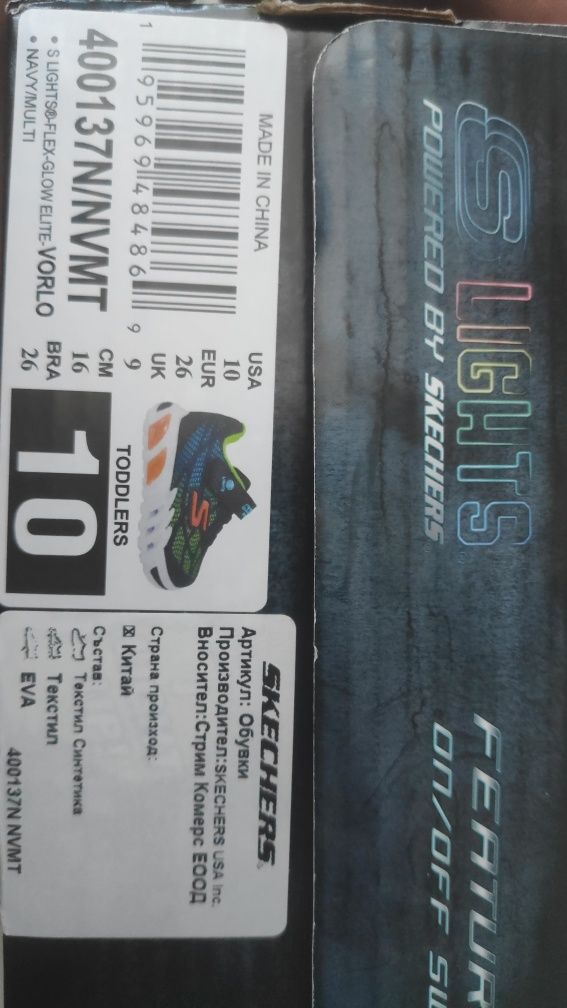 S LIGHTS
POWERED BY SKECHERS
FEATUR
ON/OFF SU
MADE IN CHINA
1 95969 48486 9
400137N/NVMT
• S LIGHTS®-FLEX-GLOW ELITE-VORLO
• NAVY/MULTI
USA 10
EUR 26
UK 9
CM 16
BRA 26
TODDLERS
10
SKECHERS
Артикул: Обувки
Производител:SKECHERS USA Inc.
Вносител:Стрим Комерс ЕООД
Страна произход:
Китай
Състав:
Текстил Синтетика
Текстил
EVA
400137N NVMT